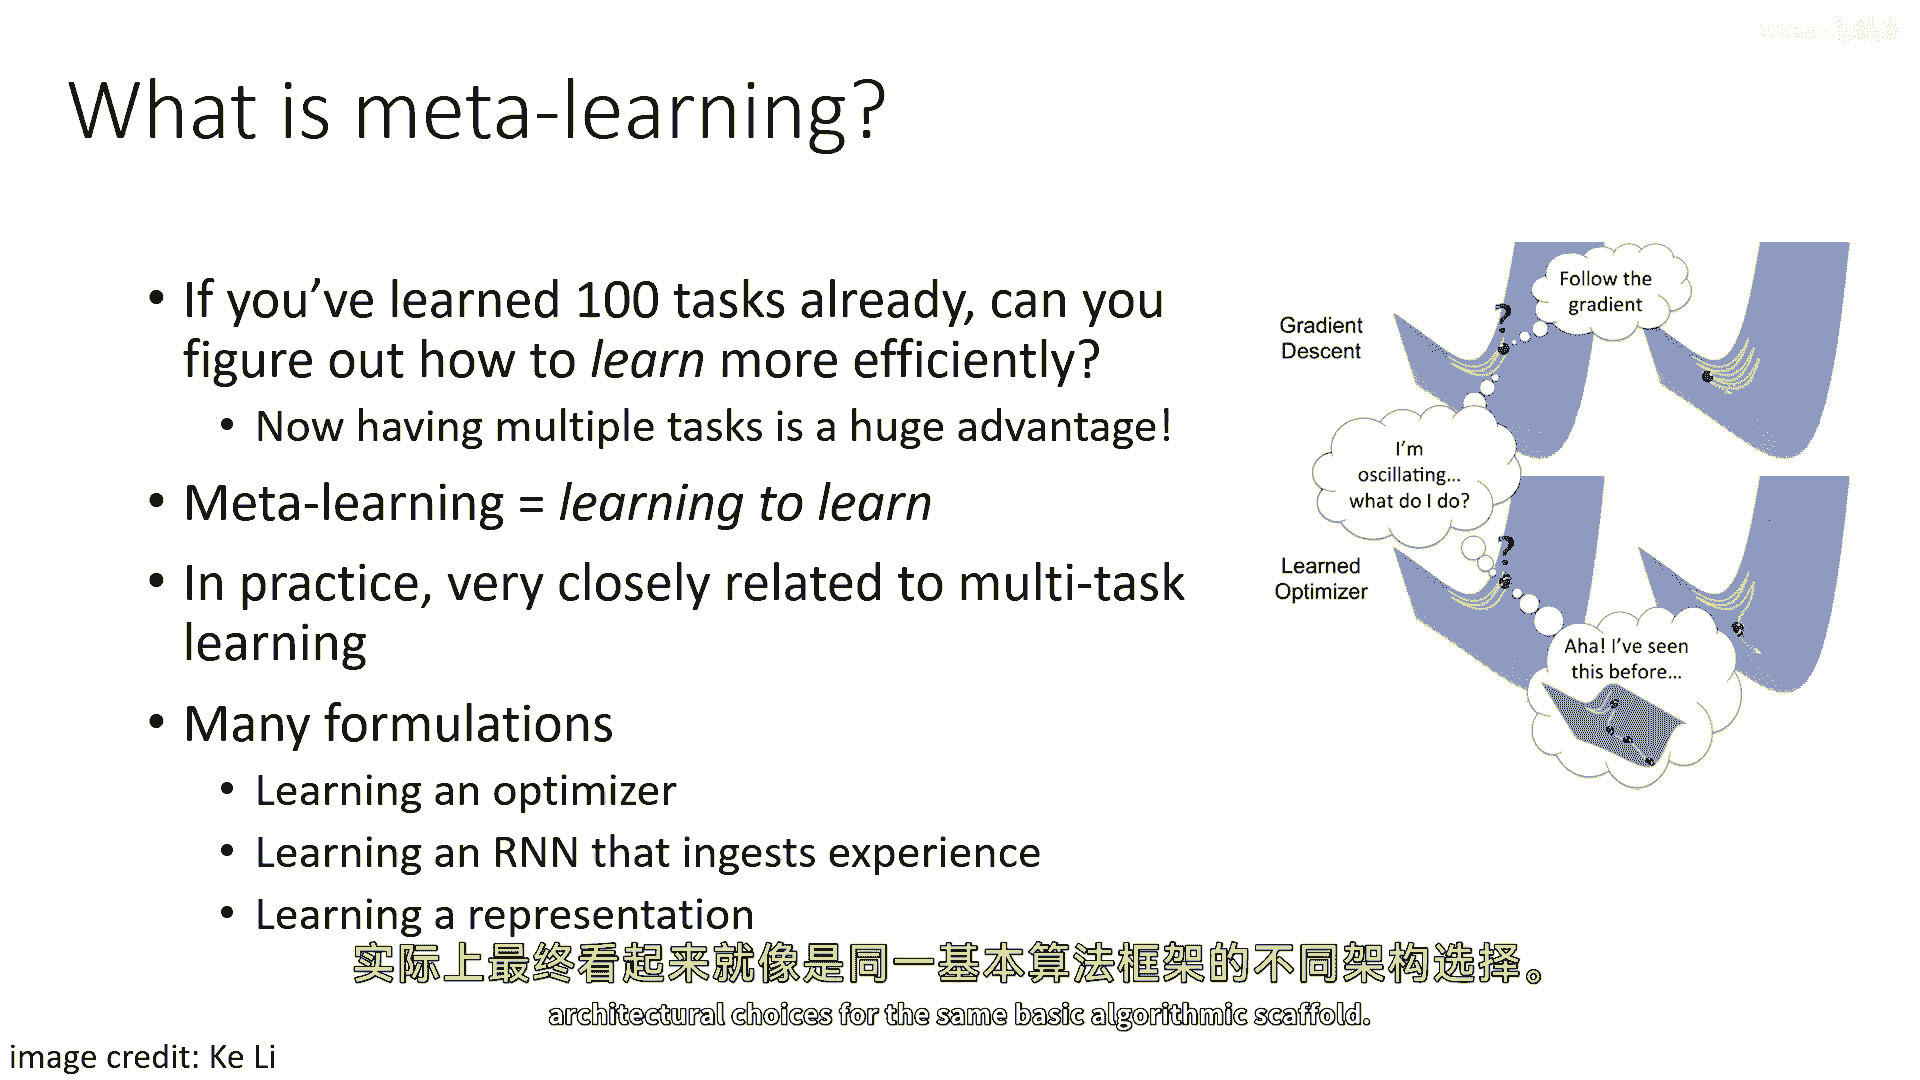 What is meta-learning?
• If you’ve learned 100 tasks already, can you
figure out how to learn more efficiently?
• Now having multiple tasks is a huge advantage!
• Meta-learning = learning to learn
• In practice, very closely related to multi-task
learning
• Many formulations
• Learning an optimizer
• Learning an RNN that ingests experience
• Learning a representation
Gradient
Descent
?
Follow the
gradient
I’m
oscillating...
what do I do?
Learned
Optimizer
?
Aha! I’ve seen
this before...
实际上最终看起来就像是同一基本算法框架的不同架构选择。
architectural choices for the same basic algorithmic scaffold.
image credit: Ke Li